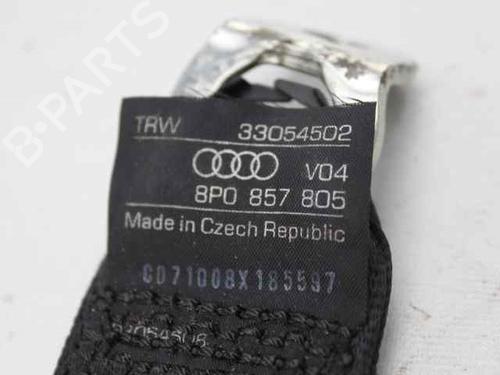 B-PARTS
TRW 33054502
V04
8P0 857 805
Made in Czech Republic
CD71008X185597